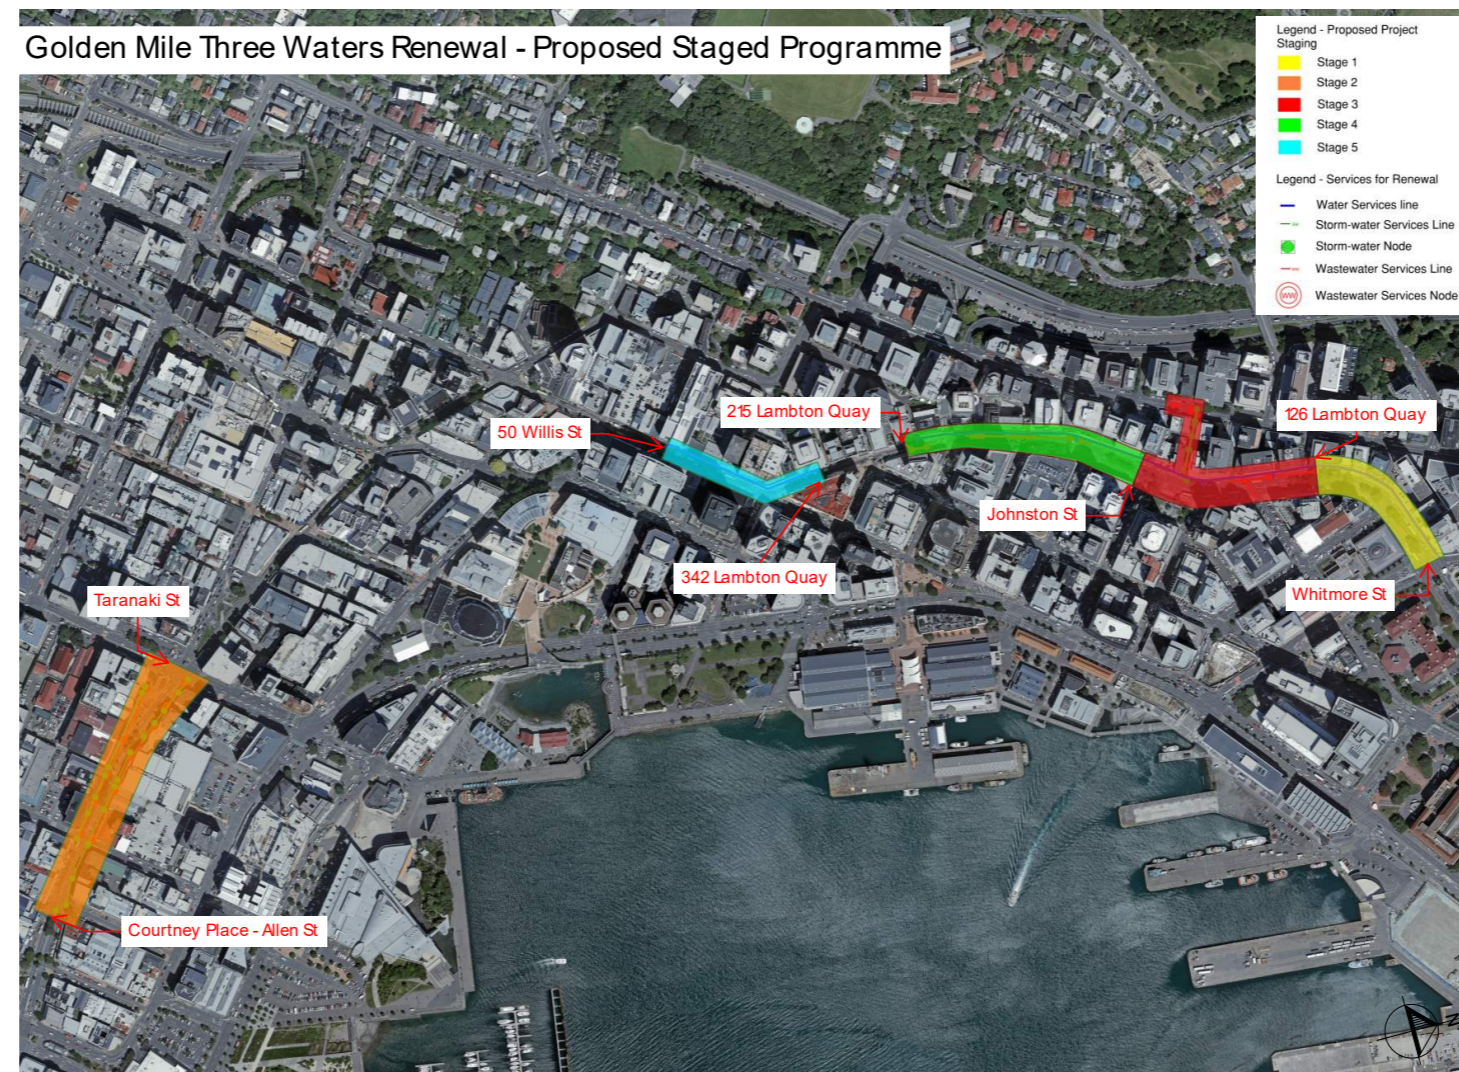 Golden Mile Three Waters Renewal - Proposed Staged Programme
Legend - Proposed Project
Staging
Stage 1
Stage 2
Stage 3
Stage 4
Stage 5
Legend - Services for Renewal
Water Services line
Storm-water Services Line
Storm-water Node
Wastewater Services Line
WW
Wastewater Services Node
215 Lambton Quay
126 Lambton Quay
50 Willis St
Johnston St
342 Lambton Quay
Whitmore St
Taranaki St
Courtney Place - Allen St